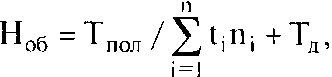 Н_об = Т_пол / ∑_{i=1}^{n} t_i n_i + Т_д,